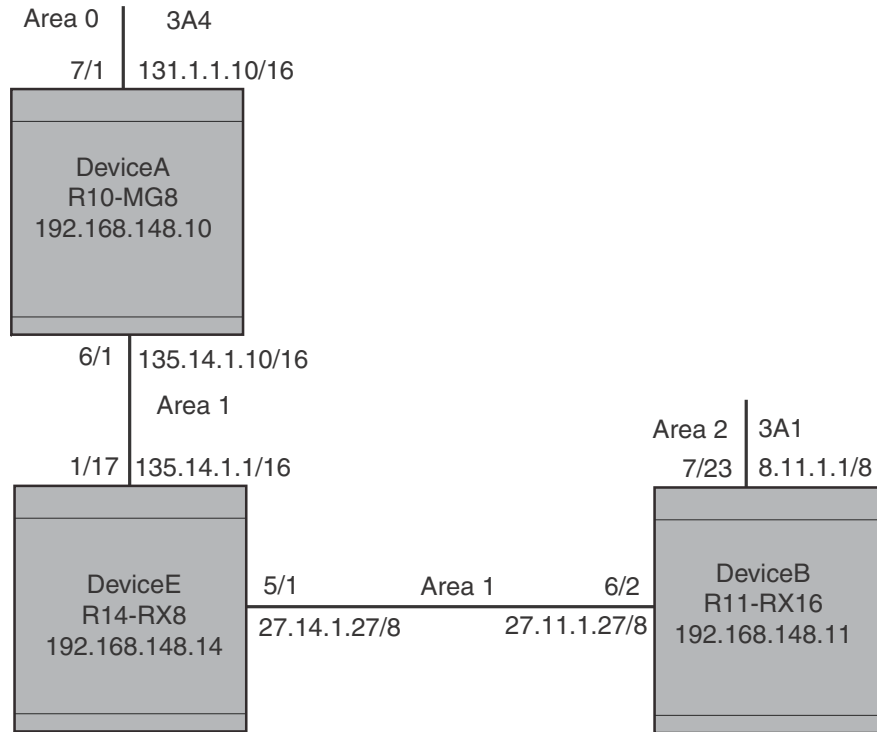 Area 0 3A4
7/1 131.1.1.10/16
DeviceA
R10-MG8
192.168.148.10
6/1 135.14.1.10/16
Area 1
1/17 135.14.1.1/16
Area 2 3A1
7/23 8.11.1.1/8
DeviceE
R14-RX8
192.168.148.14
5/1 Area 1 6/2
27.14.1.27/8 27.11.1.27/8
DeviceB
R11-RX16
192.168.148.11